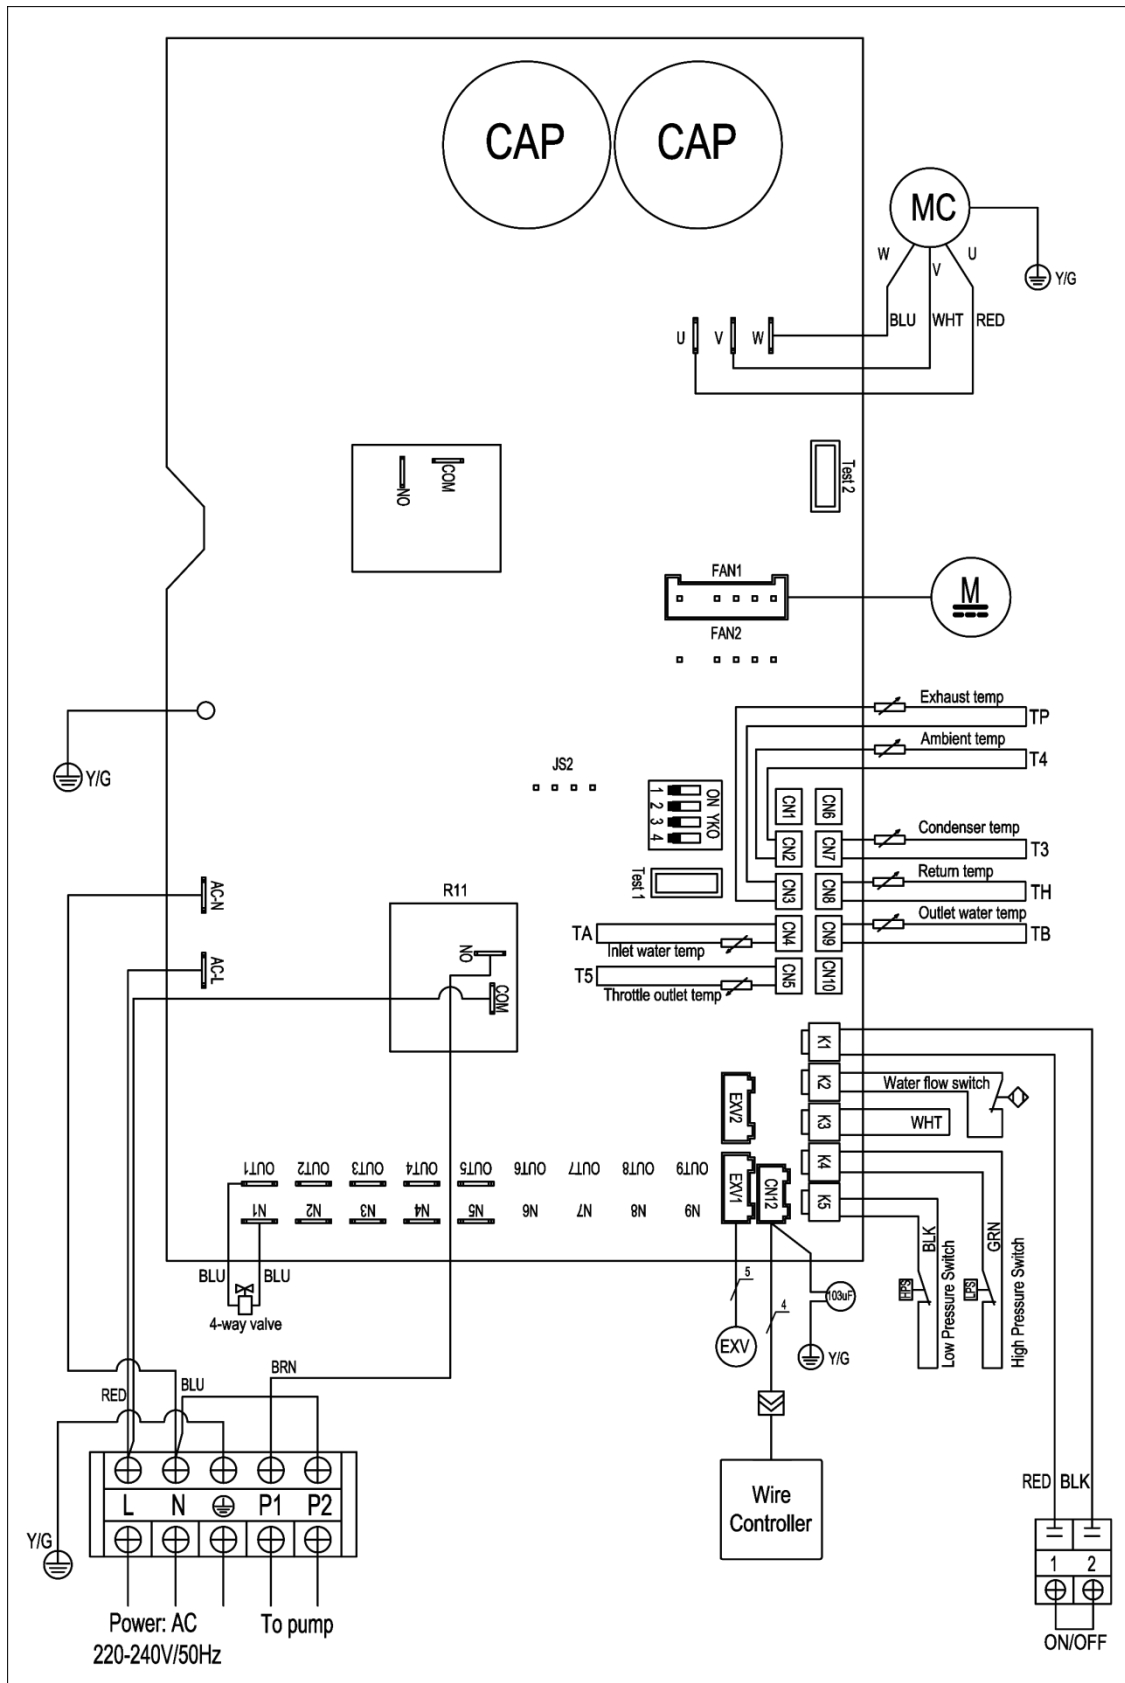 CAP
CAP
MC
W
V
U
Y/G
BLU
WHT
RED
U
V
W
COM
NO
Test 2
FAN1
M
FAN2
Exhaust temp
TP
Ambient temp
T4
Y/G
JS2
1
2
3
4
ON YKO
CN1
CN6
Condenser temp
T3
CN2
CN7
Return temp
TH
Test 1
CN3
CN8
AC-N
R11
Outlet water temp
TB
TA
CN4
CN9
Inlet water temp
NO
AC-L
T5
CN5
CN10
Throttle outlet temp
COM
K1
K2
Water flow switch
EXV2
K3
WHT
K4
OUT1
OUT2
OUT3
OUT4
OUT5
OUT6
OUT7
OUT8
OUT9
EXV1
CN12
K5
N1
N2
N3
N4
N5
N6
N7
N8
N9
BLK
GRN
BLU
BLU
5
HPS
LPS
103uF
4
4-way valve
Low Pressure Switch
High Pressure Switch
EXV
Y/G
BRN
BLU
RED
RED
BLK
L
N
P1
P2
Wire
Controller
Y/G
1
2
Power: AC
220-240V/50Hz
To pump
ON/OFF